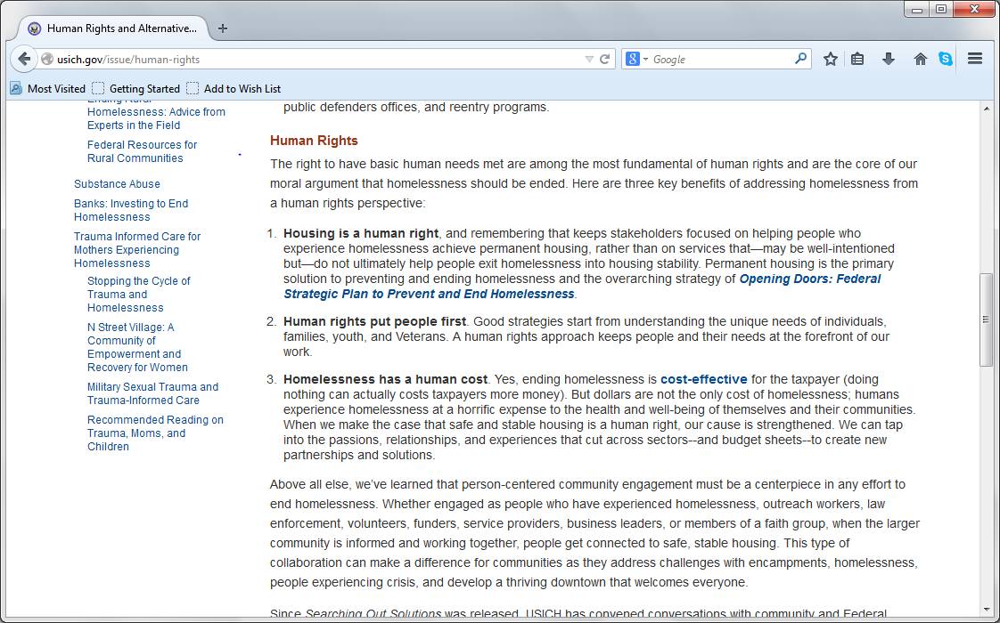 Human Rights and Alternative...
usich.gov/issue/human-rights
Google
Most Visited
Getting Started
Add to Wish List
Ending Rural
Homelessness: Advice from
Experts in the Field
Federal Resources for
Rural Communities
Substance Abuse
Banks: Investing to End
Homelessness
Trauma Informed Care for
Mothers Experiencing
Homelessness
Stopping the Cycle of
Trauma and
Homelessness
N Street Village: A
Community of
Empowerment and
Recovery for Women
Military Sexual Trauma and
Trauma-Informed Care
Recommended Reading on
Trauma, Moms, and
Children
public defenders offices, and reentry programs.
Human Rights
The right to have basic human needs met are among the most fundamental of human rights and are the core of our
moral argument that homelessness should be ended. Here are three key benefits of addressing homelessness from
a human rights perspective:
1. Housing is a human right, and remembering that keeps stakeholders focused on helping people who
experience homelessness achieve permanent housing, rather than on services that—may be well-intentioned
but—do not ultimately help people exit homelessness into housing stability. Permanent housing is the primary
solution to preventing and ending homelessness and the overarching strategy of Opening Doors: Federal
Strategic Plan to Prevent and End Homelessness.
2. Human rights put people first. Good strategies start from understanding the unique needs of individuals,
families, youth, and Veterans. A human rights approach keeps people and their needs at the forefront of our
work.
3. Homelessness has a human cost. Yes, ending homelessness is cost-effective for the taxpayer (doing
nothing can actually costs taxpayers more money). But dollars are not the only cost of homelessness; humans
experience homelessness at a horrific expense to the health and well-being of themselves and their communities.
When we make the case that safe and stable housing is a human right, our cause is strengthened. We can tap
into the passions, relationships, and experiences that cut across sectors--and budget sheets--to create new
partnerships and solutions.
Above all else, we've learned that person-centered community engagement must be a centerpiece in any effort to
end homelessness. Whether engaged as people who have experienced homelessness, outreach workers, law
enforcement, volunteers, funders, service providers, business leaders, or members of a faith group, when the larger
community is informed and working together, people get connected to safe, stable housing. This type of
collaboration can make a difference for communities as they address challenges with encampments, homelessness,
people experiencing crisis, and develop a thriving downtown that welcomes everyone.
Since Searching Out Solutions was released, USICH has convened conversations with community and Federal